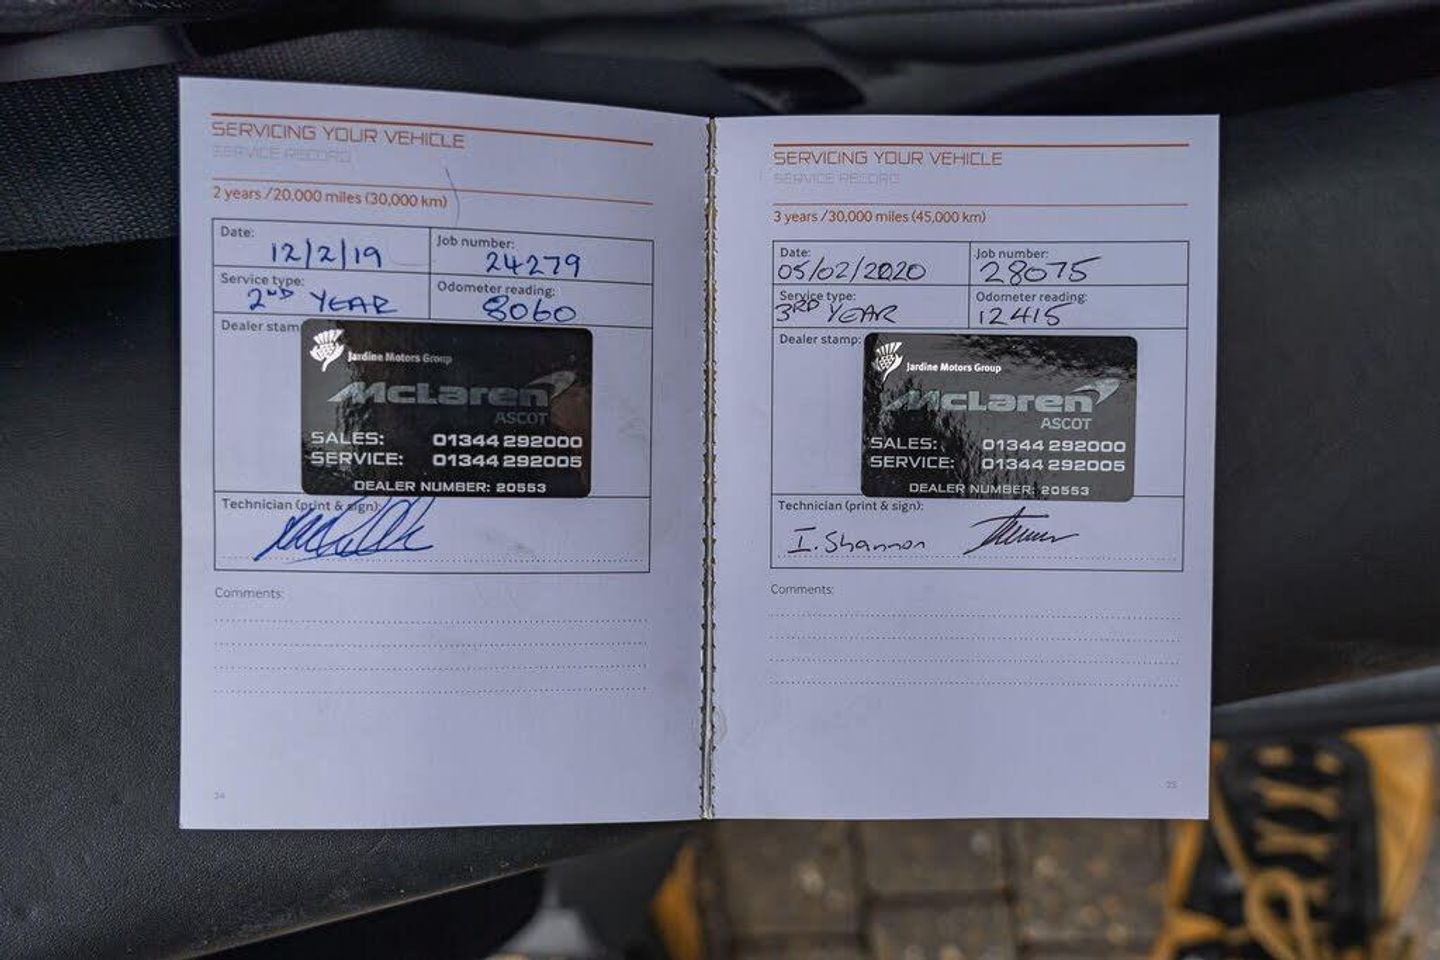 SERVICING YOUR VEHICLE
SERVICE RECORD
2 years /20,000 miles (30,000 km)
Date: 12/2/19
Job number: 24279
Service type: 2ND YEAR
Odometer reading: 8060
Dealer stam
Jardine Motors Group
McLaren
ASCOT
SALES: 01344 292000
SERVICE: 01344 292005
DEALER NUMBER: 20553
Technician (print & sign):
Comments:
24
SERVICING YOUR VEHICLE
SERVICE RECORD
3 years /30,000 miles (45,000 km)
Date: 05/02/2020
Job number: 28075
Service type: 3RD YEAR
Odometer reading: 12415
Dealer stamp:
Jardine Motors Group
McLaren
ASCOT
SALES: 01344 292000
SERVICE: 01344 292005
DEALER NUMBER: 20553
Technician (print & sign):
I. Shannon
Comments:
25